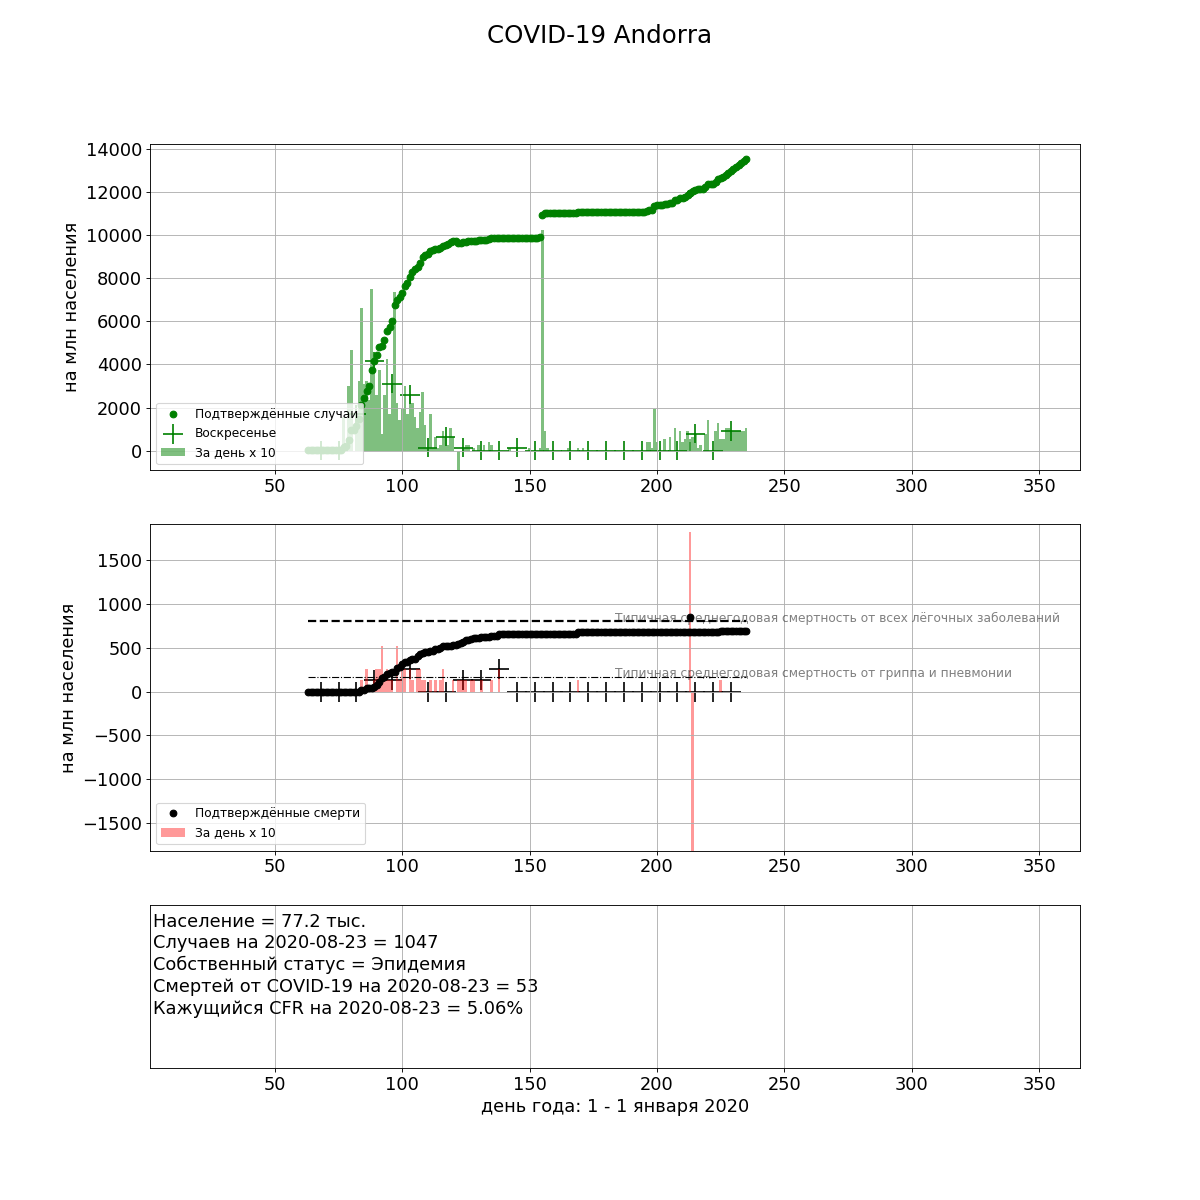 COVID-19 Andorra
на млн населения
14000
12000
10000
8000
6000
4000
2000
0
Подтверждённые случаи
Воскресенье
За день x 10
50 100 150 200 250 300 350
на млн населения
1500
1000
500
0
−500
−1000
−1500
Типичная среднегодовая смертность от всех лёгочных заболеваний
Типичная среднегодовая смертность от гриппа и пневмонии
Подтверждённые смерти
За день x 10
50 100 150 200 250 300 350
Население = 77.2 тыс.
Случаев на 2020-08-23 = 1047
Собственный статус = Эпидемия
Смертей от COVID-19 на 2020-08-23 = 53
Кажущийся CFR на 2020-08-23 = 5.06%
50 100 150 200 250 300 350
день года: 1 - 1 января 2020